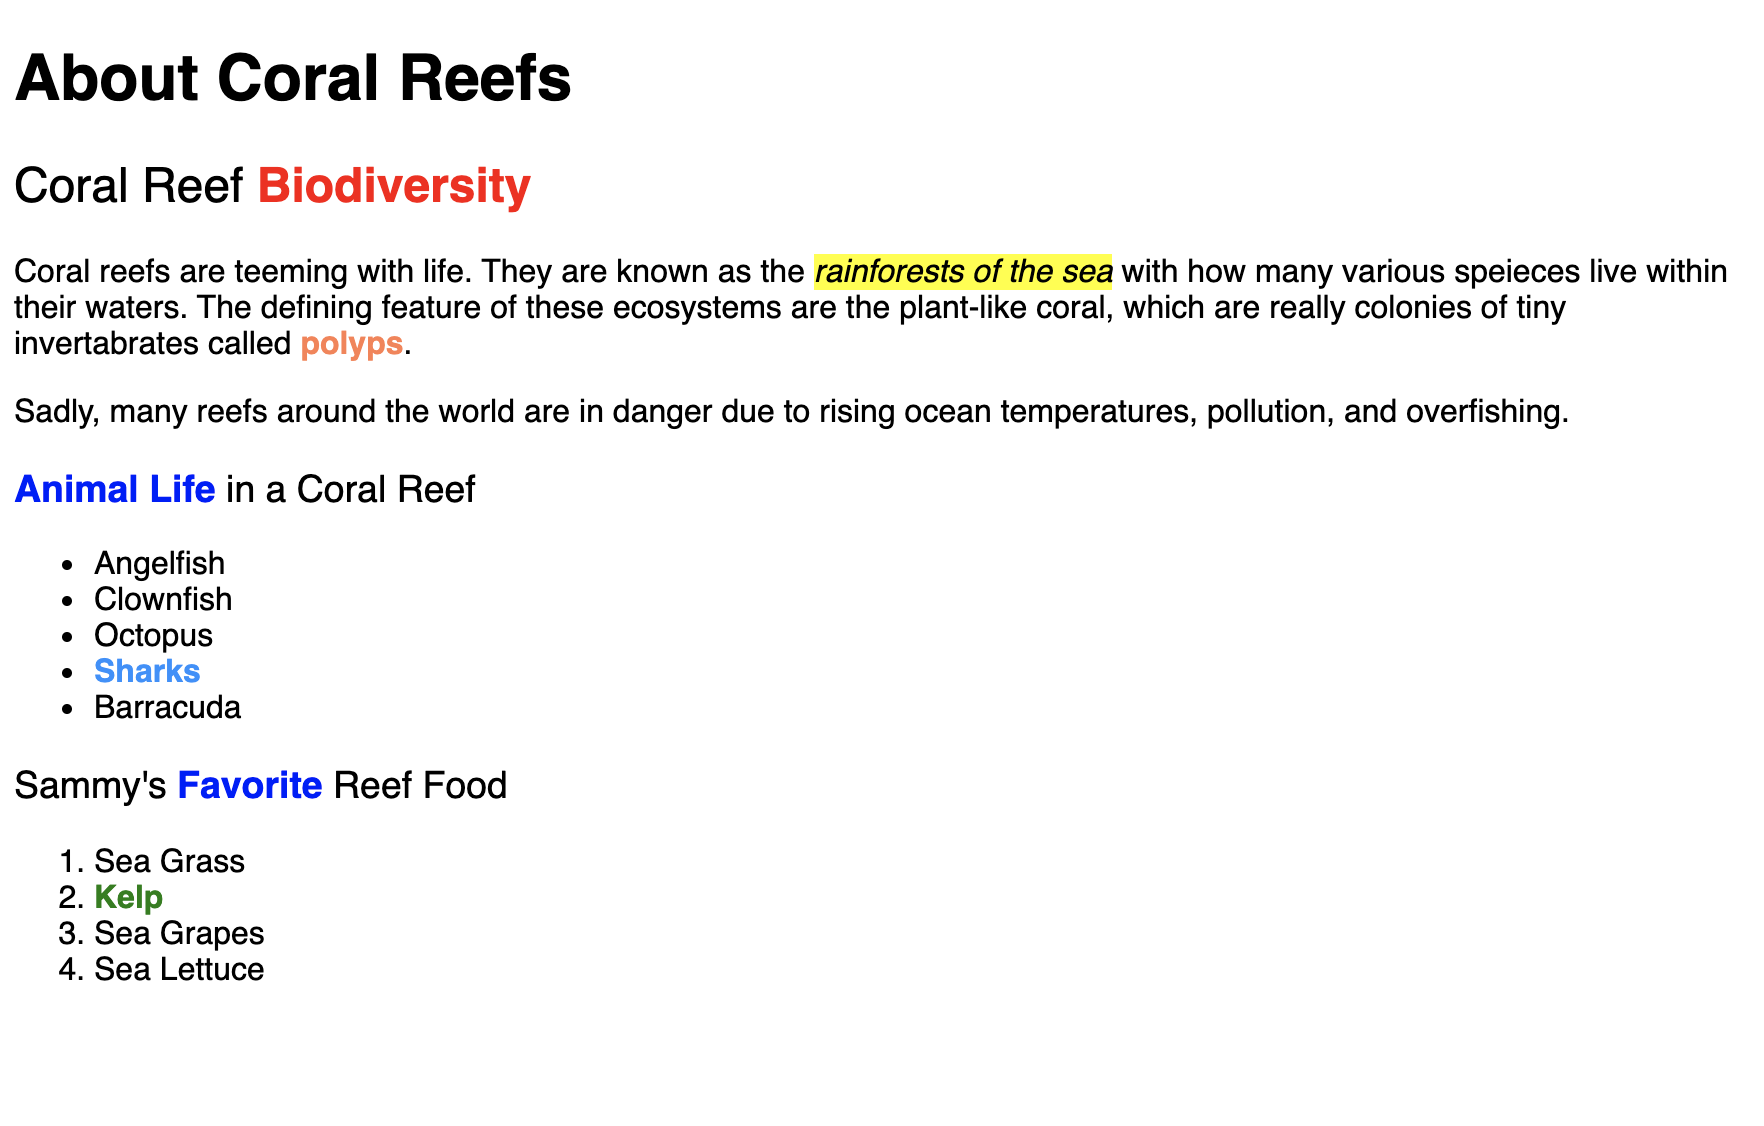 About Coral Reefs
Coral Reef Biodiversity
Coral reefs are teeming with life. They are known as the rainforests of the sea with how many various speieces live within
their waters. The defining feature of these ecosystems are the plant-like coral, which are really colonies of tiny
invertabrates called polyps.
Sadly, many reefs around the world are in danger due to rising ocean temperatures, pollution, and overfishing.
Animal Life in a Coral Reef
• Angelfish
• Clownfish
• Octopus
• Sharks
• Barracuda
Sammy's Favorite Reef Food
1. Sea Grass
2. Kelp
3. Sea Grapes
4. Sea Lettuce